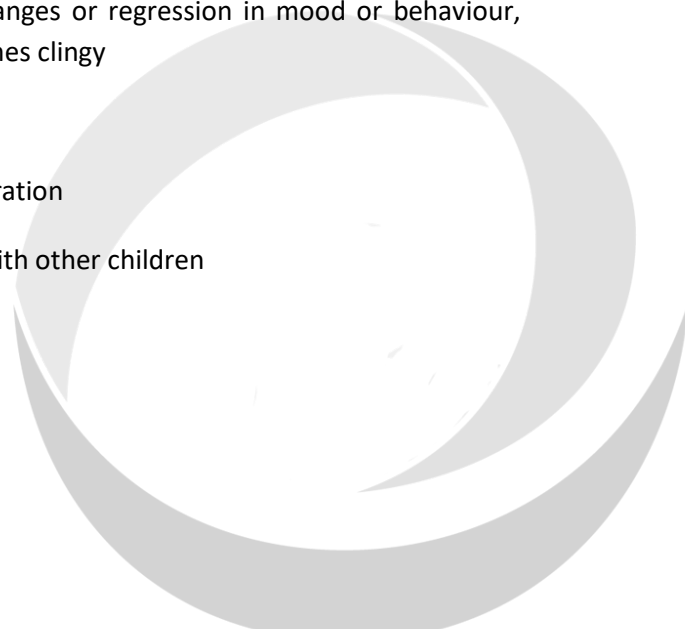 anges or regression in mood or behaviour,
nes clingy
ration
ith other children